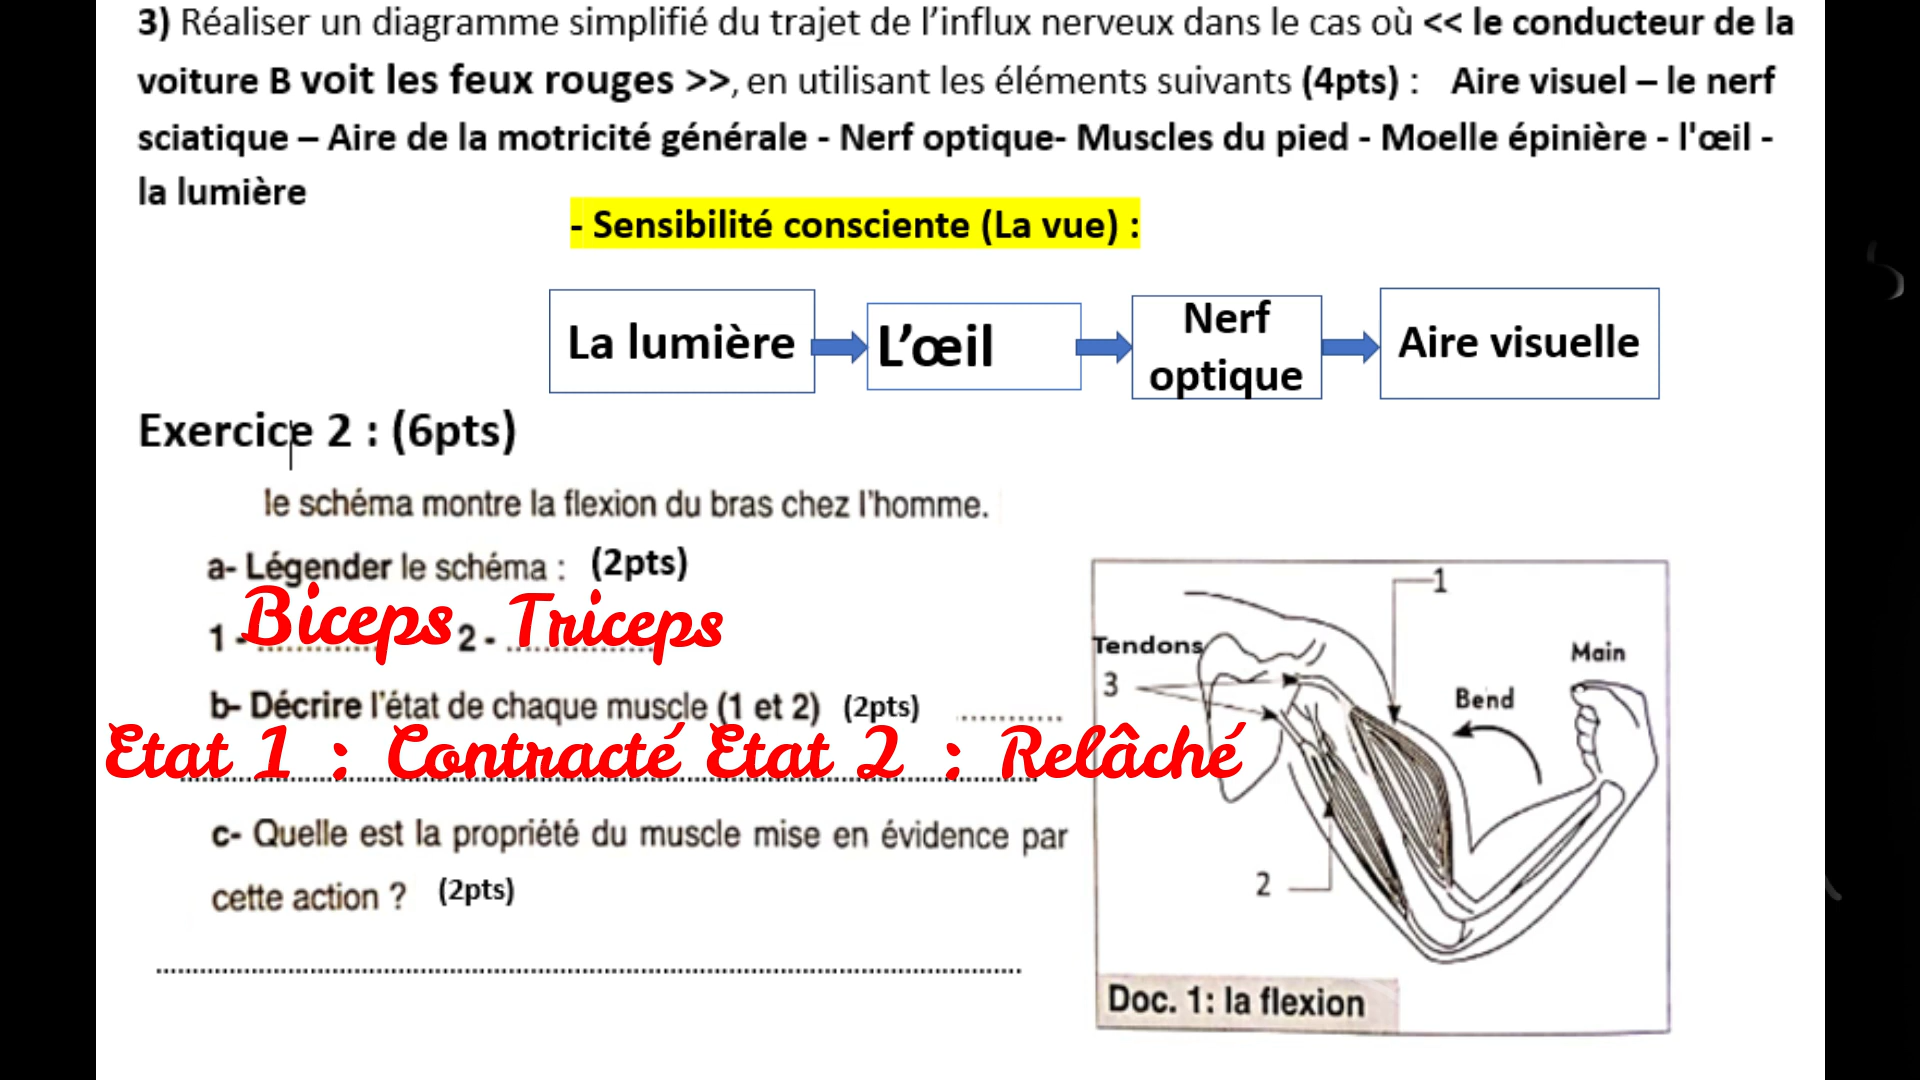 3) Réaliser un diagramme simplifié du trajet de l’influx nerveux dans le cas où << le conducteur de la
voiture B voit les feux rouges >>, en utilisant les éléments suivants (4pts) : Aire visuel – le nerf
sciatique – Aire de la motricité générale - Nerf optique- Muscles du pied - Moelle épinière - l'œil -
la lumière
- Sensibilité consciente (La vue) :
La lumière
L’œil
Nerf
optique
Aire visuelle
Exercice 2 : (6pts)
le schéma montre la flexion du bras chez l'homme.
a- Légender le schéma : (2pts)
1 - Biceps 2 - Triceps
b- Décrire l'état de chaque muscle (1 et 2) (2pts) ............
Etat 1 : Contracté Etat 2 : Relâché
c- Quelle est la propriété du muscle mise en évidence par
cette action ? (2pts)
1
Tendons
3
Main
Bend
2
Doc. 1: la flexion